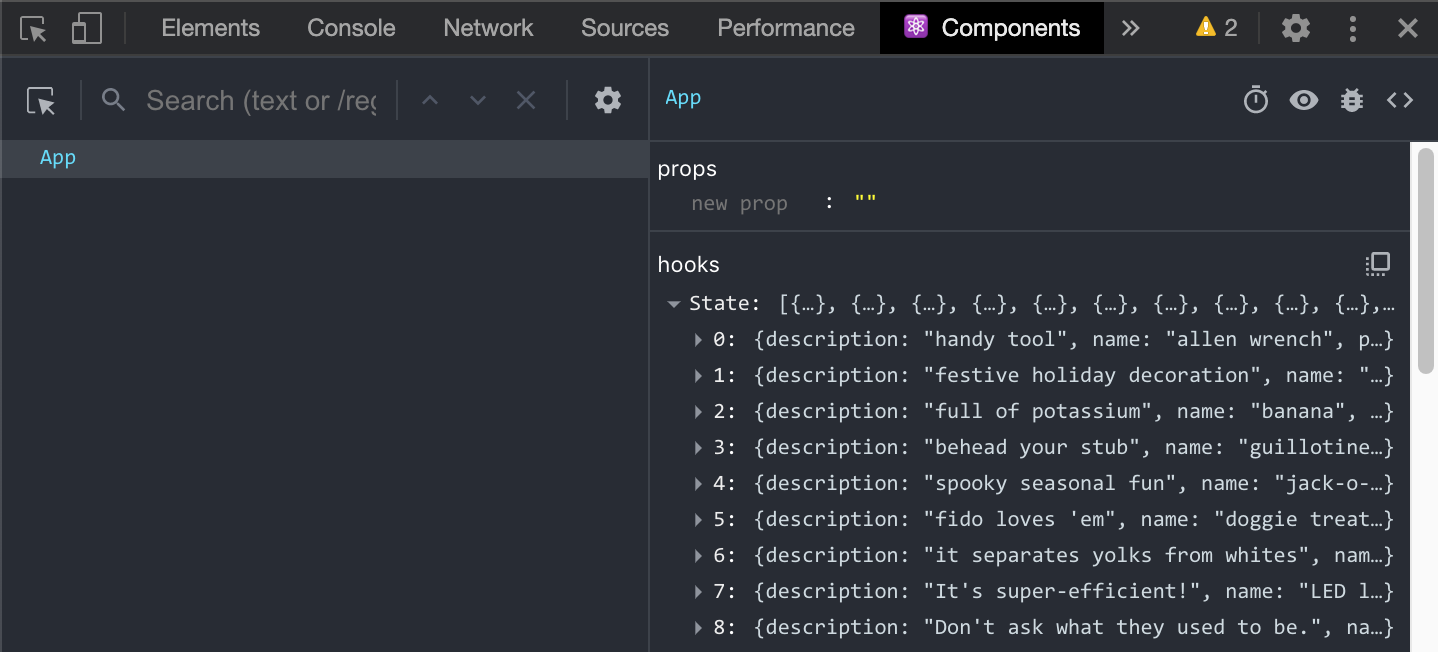 Elements Console Network Sources Performance Components » 2
Search (text or /reg
App
App
props
new prop : ""
hooks
State: [{…}, {…}, {…}, {…}, {…}, {…}, {…}, {…}, {…}, {…},…
0: {description: "handy tool", name: "allen wrench", p…}
1: {description: "festive holiday decoration", name: "…}
2: {description: "full of potassium", name: "banana", …}
3: {description: "behead your stub", name: "guillotine…}
4: {description: "spooky seasonal fun", name: "jack-o-…}
5: {description: "fido loves 'em", name: "doggie treat…}
6: {description: "it separates yolks from whites", nam…}
7: {description: "It's super-efficient!", name: "LED l…}
8: {description: "Don't ask what they used to be.", na…}